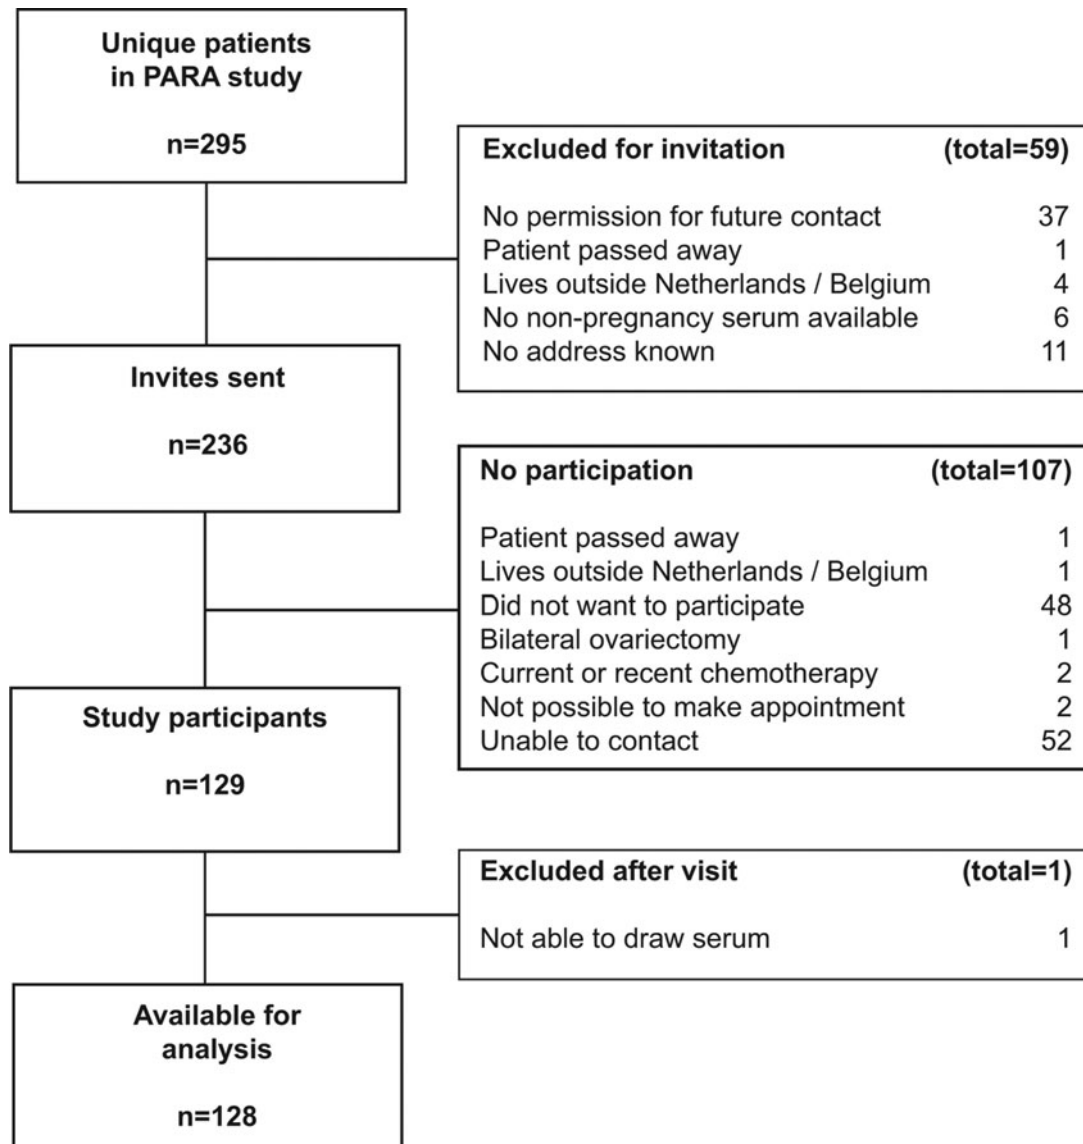 Unique patients
in PARA study
n=295
Excluded for invitation (total=59)
No permission for future contact 37
Patient passed away 1
Lives outside Netherlands / Belgium 4
No non-pregnancy serum available 6
No address known 11
Invites sent
n=236
No participation (total=107)
Patient passed away 1
Lives outside Netherlands / Belgium 1
Did not want to participate 48
Bilateral ovariectomy 1
Current or recent chemotherapy 2
Not possible to make appointment 2
Unable to contact 52
Study participants
n=129
Excluded after visit (total=1)
Not able to draw serum 1
Available for
analysis
n=128